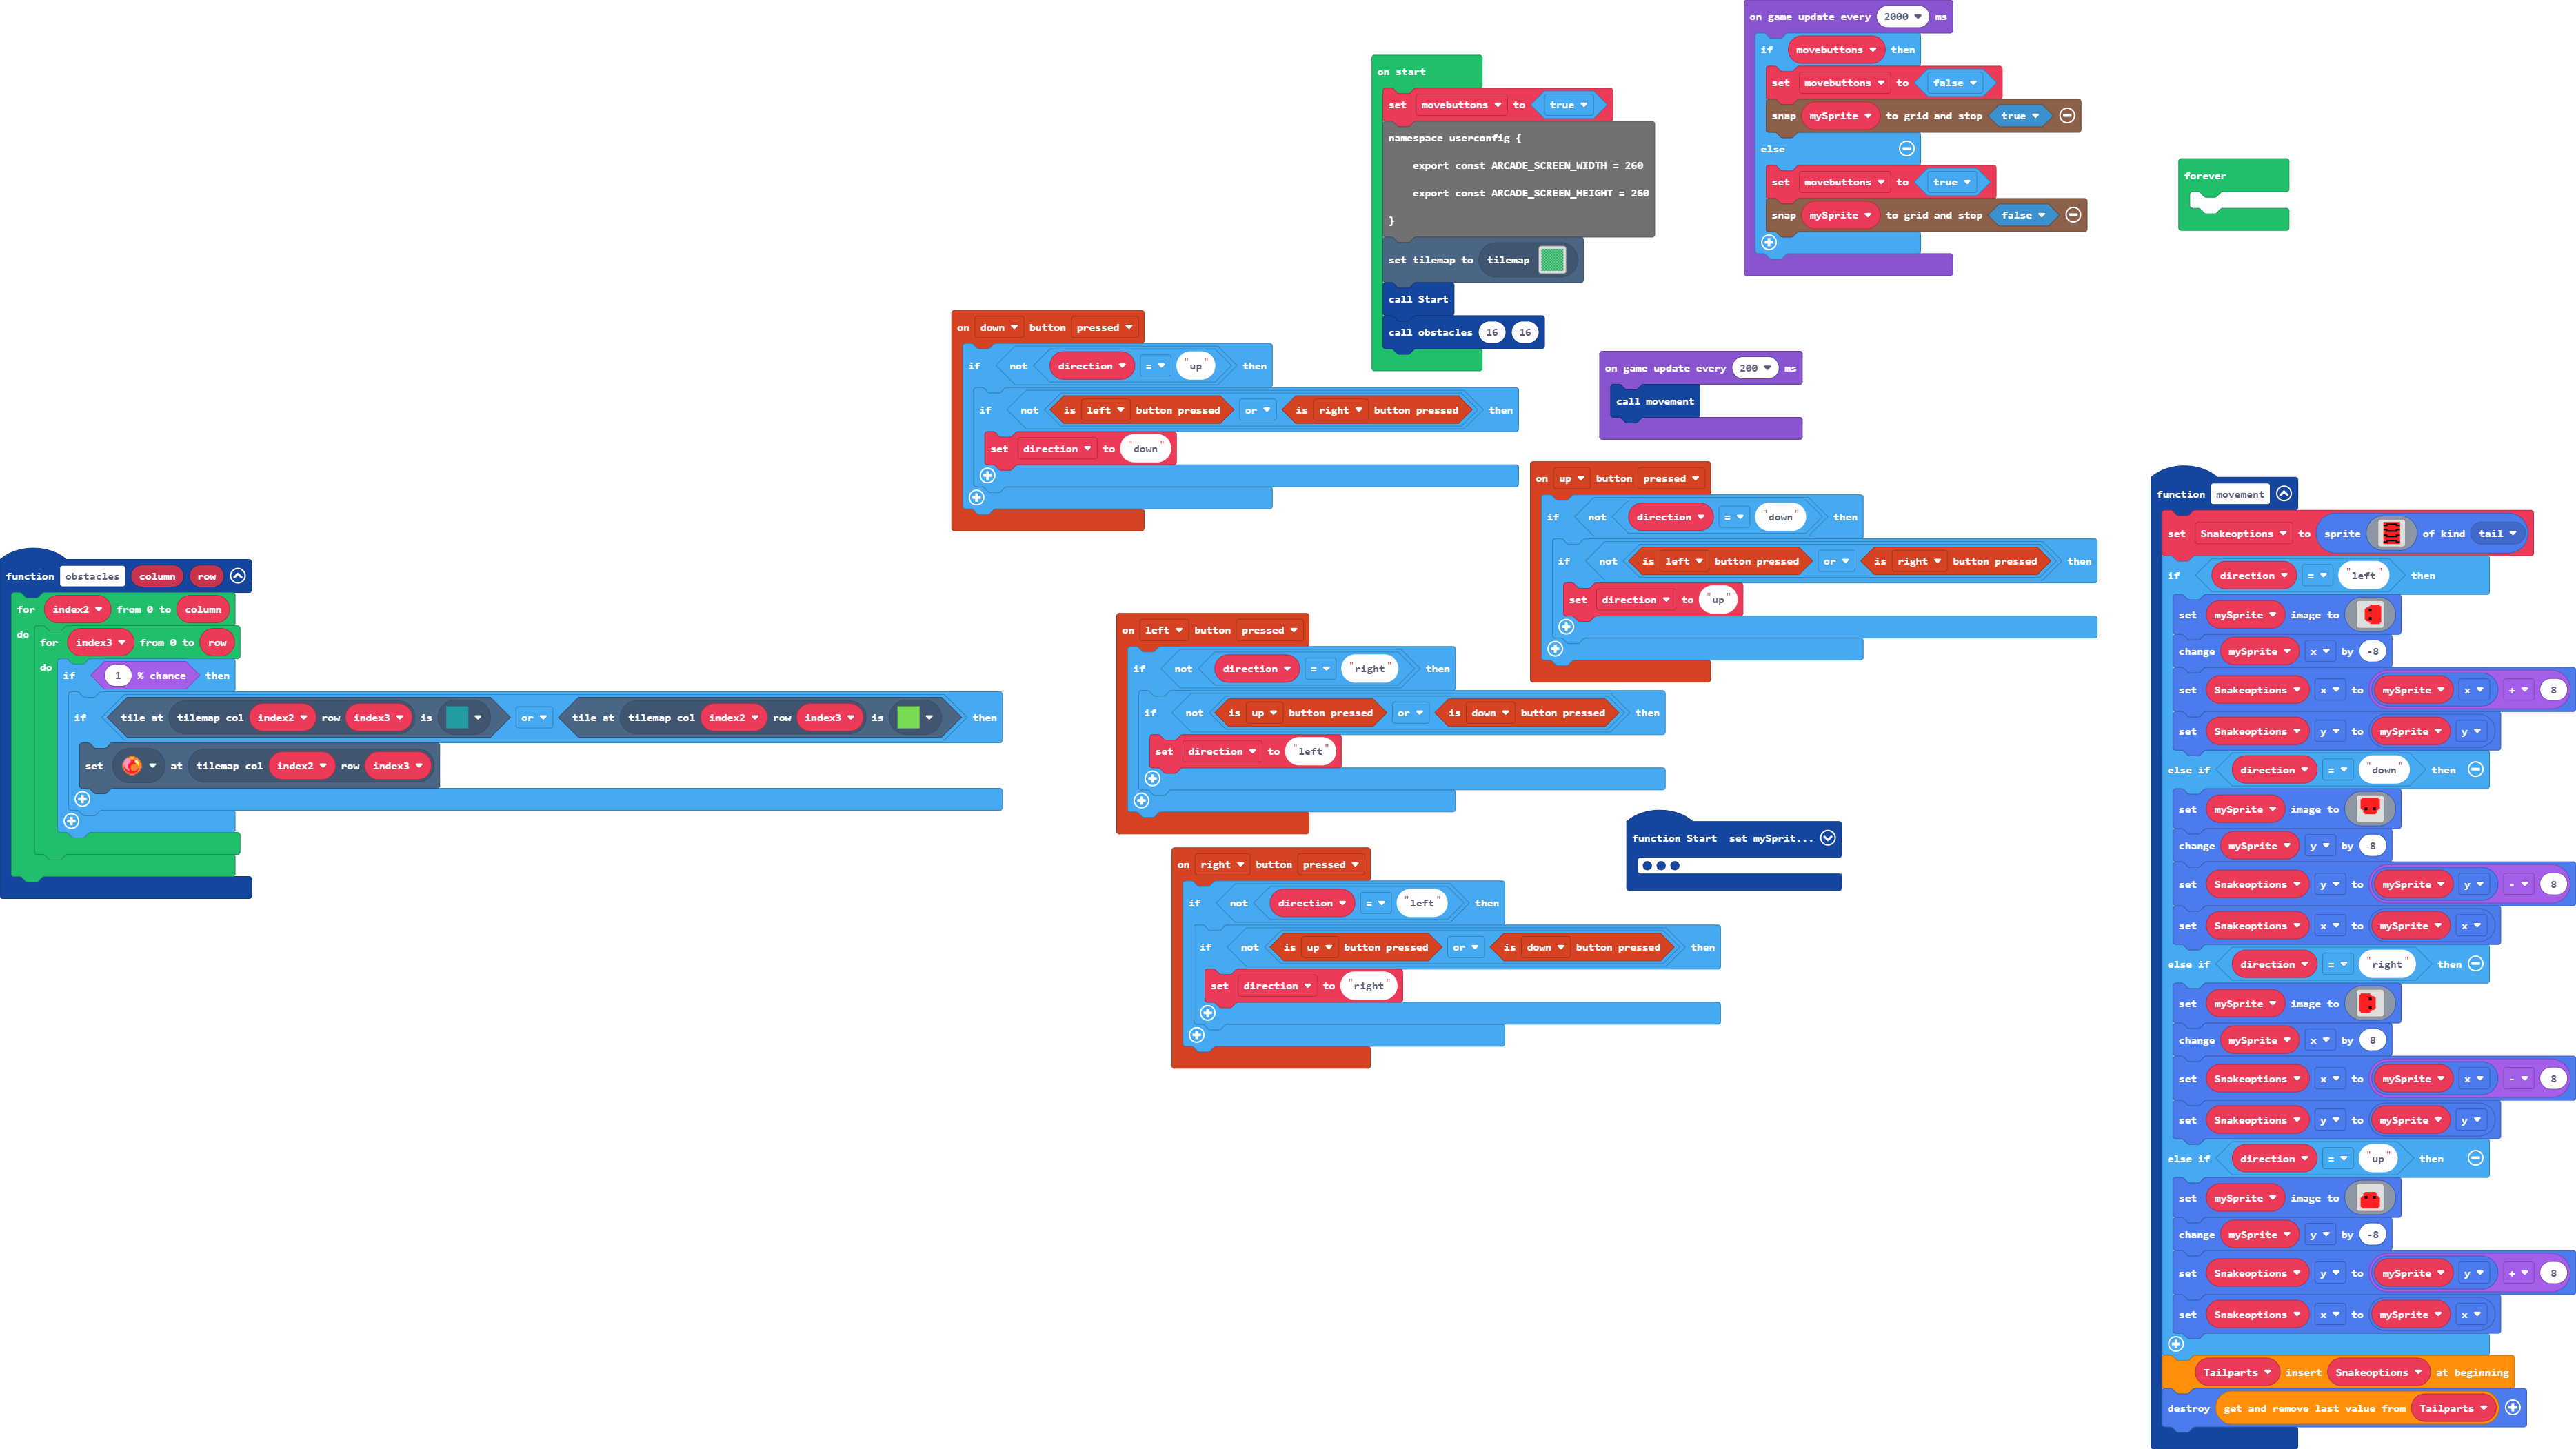 on game update every 2000 ms
if movebuttons then
set movebuttons to false
snap mySprite to grid and stop true
else
set movebuttons to true
snap mySprite to grid and stop false
on start
set movebuttons to true
namespace userconfig {
export const ARCADE_SCREEN_WIDTH = 260
export const ARCADE_SCREEN_HEIGHT = 260
}
set tilemap to tilemap
call Start
call obstacles 16 16
forever
on down button pressed
if not direction = "up" then
if not is left button pressed or is right button pressed then
set direction to "down"
on game update every 200 ms
call movement
on up button pressed
if not direction = "down" then
if not is left button pressed or is right button pressed then
set direction to "up"
function obstacles column row
for index2 from 0 to column
do for index3 from 0 to row
do if 1 % chance then
if tile at tilemap col index2 row index3 is or tile at tilemap col index2 row index3 is then
set at tilemap col index2 row index3
on left button pressed
if not direction = "right" then
if not is up button pressed or is down button pressed then
set direction to "left"
function Start set mySprit...
on right button pressed
if not direction = "left" then
if not is up button pressed or is down button pressed then
set direction to "right"
function movement
set Snakeoptions to sprite of kind tail
if direction = "left" then
set mySprite image to
change mySprite x by -8
set Snakeoptions x to mySprite x + 8
set Snakeoptions y to mySprite y
else if direction = "down" then
set mySprite image to
change mySprite y by 8
set Snakeoptions y to mySprite y - 8
set Snakeoptions x to mySprite x
else if direction = "right" then
set mySprite image to
change mySprite x by 8
set Snakeoptions x to mySprite x - 8
set Snakeoptions y to mySprite y
else if direction = "up" then
set mySprite image to
change mySprite y by -8
set Snakeoptions y to mySprite y + 8
set Snakeoptions x to mySprite x
Tailparts insert Snakeoptions at beginning
destroy get and remove last value from Tailparts